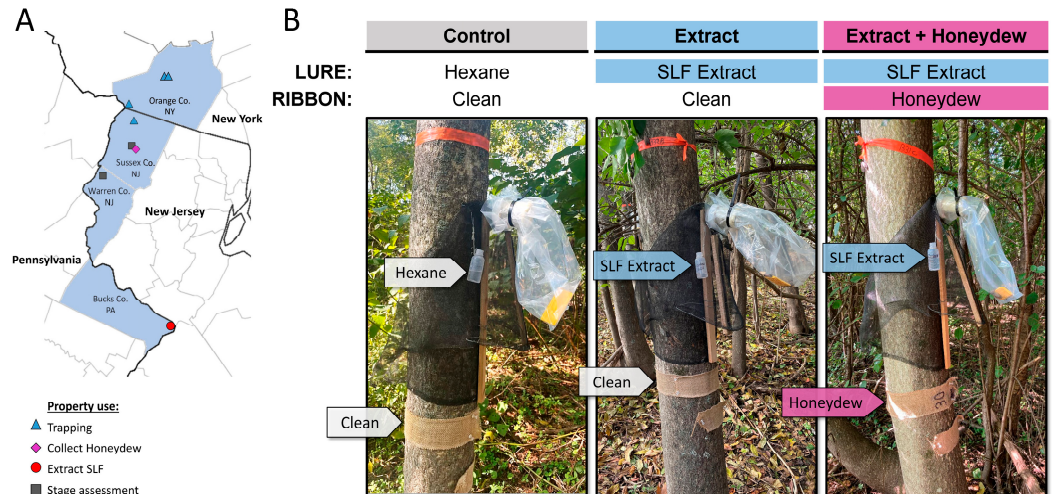 A
Orange Co.
NY
New York
Sussex Co.
NJ
Warren Co.
NJ
New Jersey
Pennsylvania
Bucks Co.
PA
Property use:
Trapping
Collect Honeydew
Extract SLF
Stage assessment
B
Control Extract Extract + Honeydew
LURE: Hexane SLF Extract SLF Extract
RIBBON: Clean Clean Honeydew
Hexane
Clean
SLF Extract
Clean
SLF Extract
Honeydew